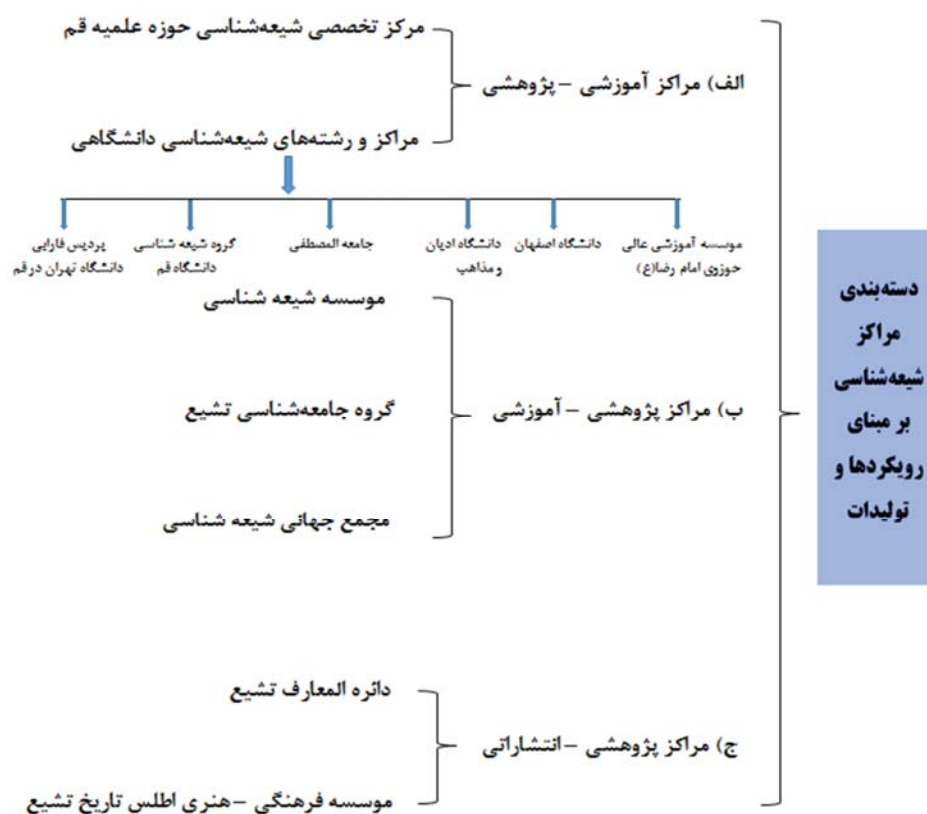 دسته‌بندی
مراکز
شیعه‌شناسی
بر مبنای
رویکردها و
تولیدات
الف) مراکز آموزشی – پژوهشی
مرکز تخصصی شیعه‌شناسی حوزه علمیه قم
مراکز و رشته‌های شیعه‌شناسی دانشگاهی
موسسه آموزشی عالی
حوزوی امام رضا(ع)
دانشگاه اصفهان
دانشگاه ادیان
و مذاهب
جامعه المصطفی
گروه شیعه شناسی
دانشگاه قم
پردیس فارابی
دانشگاه تهران در قم
ب) مراکز پژوهشی – آموزشی
موسسه شیعه شناسی
گروه جامعه‌شناسی تشیع
مجمع جهانی شیعه شناسی
ج) مراکز پژوهشی – انتشاراتی
دائره المعارف تشیع
موسسه فرهنگی – هنری اطلس تاریخ تشیع